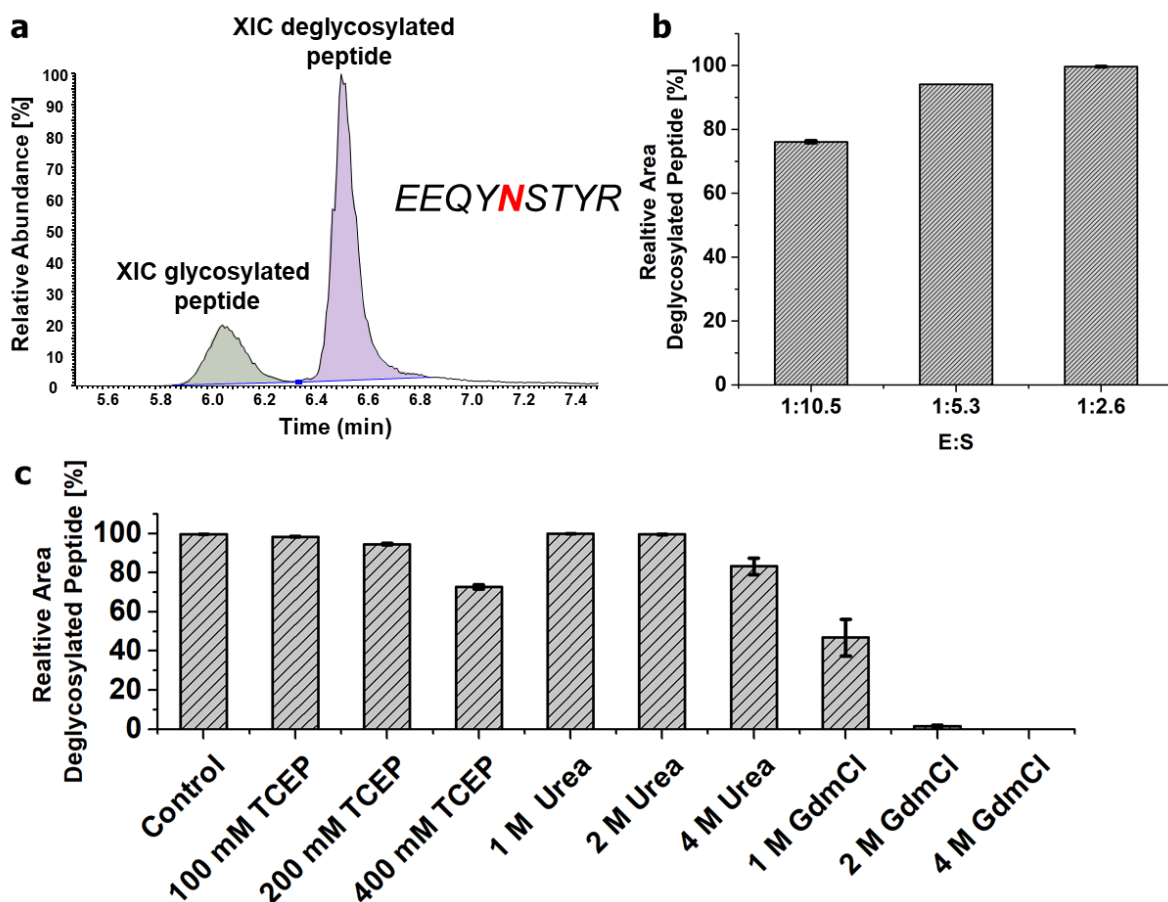 a
XIC deglycosylated
peptide
XIC glycosylated
peptide
EEQYNSTYR
Relative Abundance [%]
100
90
80
70
60
50
40
30
20
10
0
5.6
6.0
6.2
6.4
6.6
6.8
7.0
7.2
7.4
Time (min)
b
Realtive Area
Deglycosylated Peptide [%]
100
80
60
40
20
0
1:10.5
1:5.3
1:2.6
E:S
c
Realtive Area
Deglycosylated Peptide [%]
100
80
60
40
20
0
Control
100 mM TCEP
200 mM TCEP
400 mM TCEP
1 M Urea
2 M Urea
4 M Urea
1 M GdmCl
2 M GdmCl
4 M GdmCl